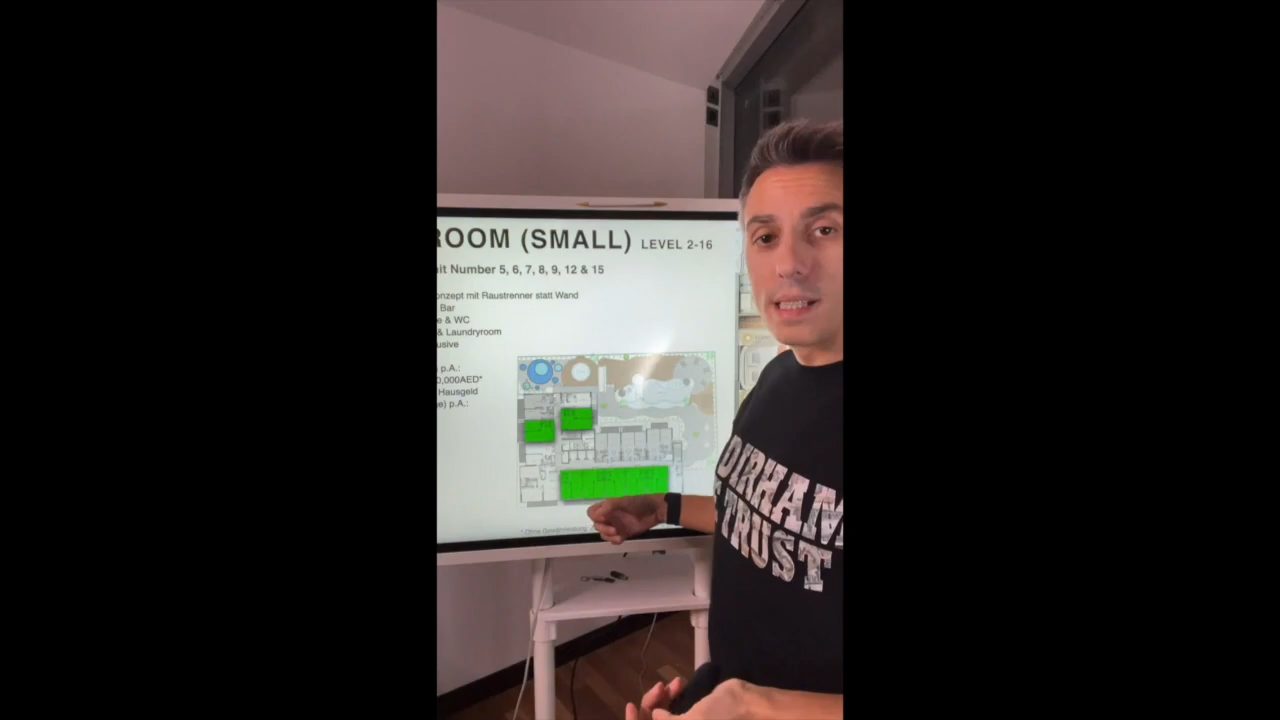 ROOM (SMALL) LEVEL 2-16
it Number 5, 6, 7, 8, 9, 12 & 15
onzept mit Raustrenner statt Wand
Bar
e & WC
& Laundryroom
usive
p.A.:
0,000AED*
Hausgeld
e) p.A.:
DIRHAM
TRUST